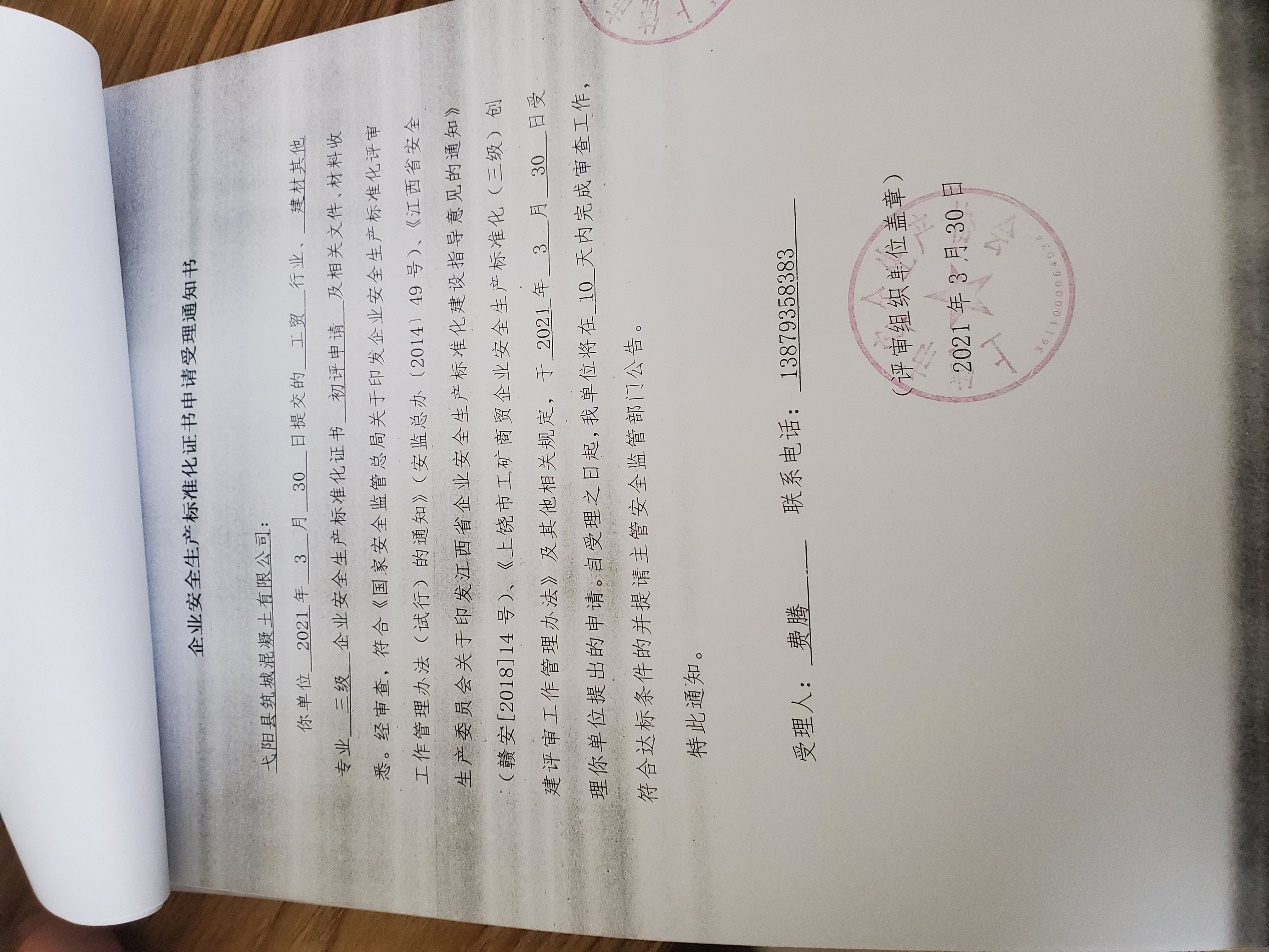 企业安全生产标准化证书申请受理通知书
弋阳县筑城混凝土有限公司：
你单位 2021 年 3 月 30 日提交的 工贸 行业、 建材其他
专业 三级 企业安全生产标准化证书 初评申请 及相关文件、材料收
悉。经审查，符合《国家安全监管总局关于印发企业安全生产标准化评审
工作管理办法（试行）的通知》（安监总办（2014）49 号）、《江西省安全
生产委员会关于印发江西省企业安全生产标准化建设指导意见的通知》
（赣安[2018]14 号）、《上饶市工矿商贸企业安全生产标准化（三级）创
建评审工作管理办法》及其他相关规定，于 2021 年 3 月 30 日受
理你单位提出的申请。自受理之日起，我单位将在 10 天内完成审查工作，
符合达标条件的并提请主管安全监管部门公告。
特此通知。
受理人： 费腾 联系电话： 13879358383
（评审组织单位盖章）
2021 年 3 月 30 日